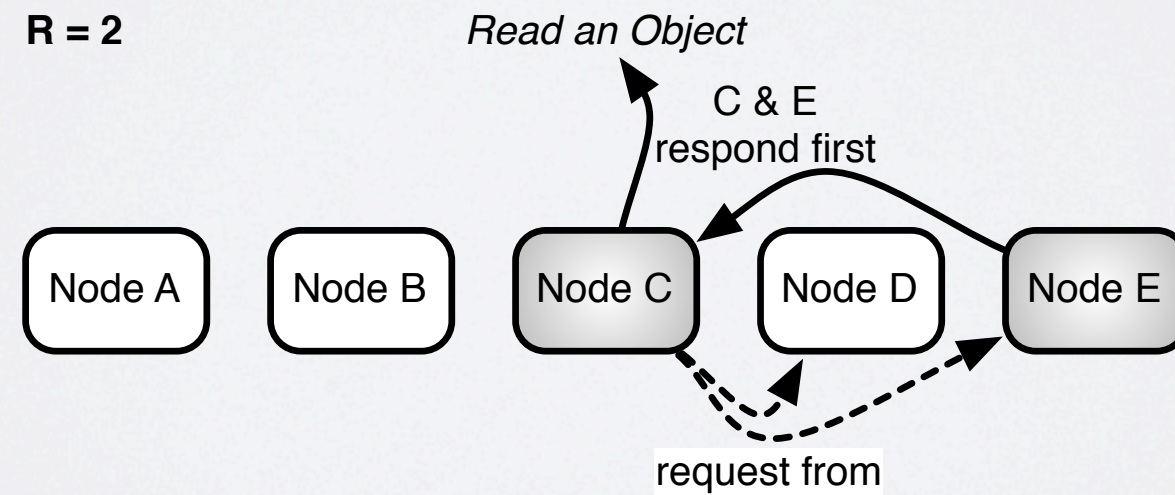 R = 2
Read an Object
C & E
respond first
Node A
Node B
Node C
Node D
Node E
request from